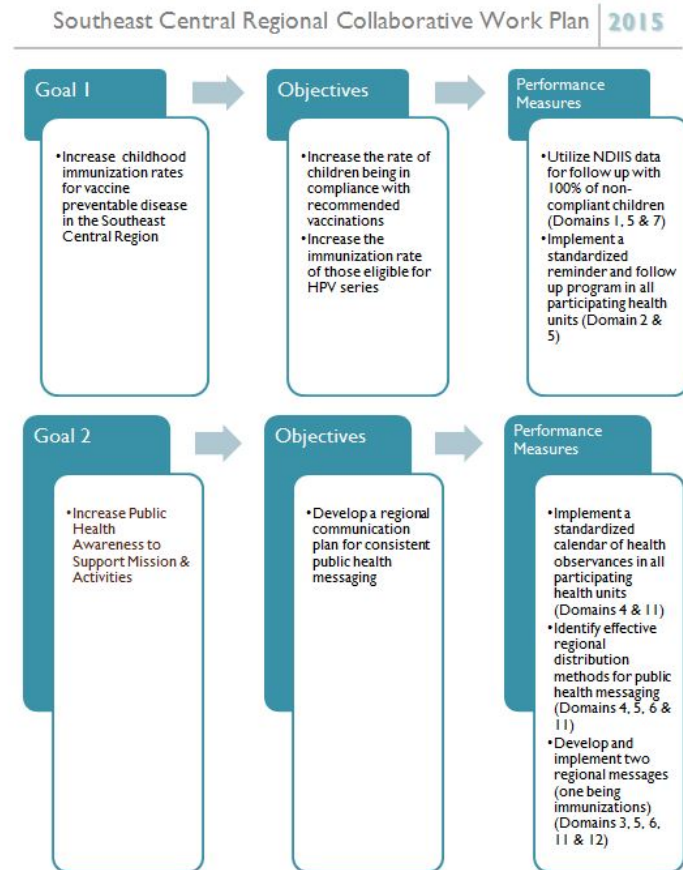 Southeast Central Regional Collaborative Work Plan 2015
Goal 1
•Increase childhood
immunization rates
for vaccine
preventable disease
in the Southeast
Central Region
Objectives
•Increase the rate of
children being in
compliance with
recommended
vaccinations
•Increase the
immunization rate
of those eligible for
HPV series
Performance
Measures
•Utilize NDIIS data
for follow up with
100% of non-
compliant children
(Domains 1, 5 & 7)
•Implement a
standardized
reminder and follow
up program in all
participating health
units (Domain 2 &
5)
Goal 2
•Increase Public
Health
Awareness to
Support Mission &
Activities
Objectives
•Develop a regional
communication
plan for consistent
public health
messaging
Performance
Measures
•Implement a
standardized
calendar of health
observances in all
participating
health units
(Domains 4 & 11)
•Identify effective
regional
distribution
methods for public
health messaging
(Domains 4, 5, 6 &
11)
•Develop and
implement two
regional messages
(one being
immunizations)
(Domains 3, 5, 6,
11 & 12)